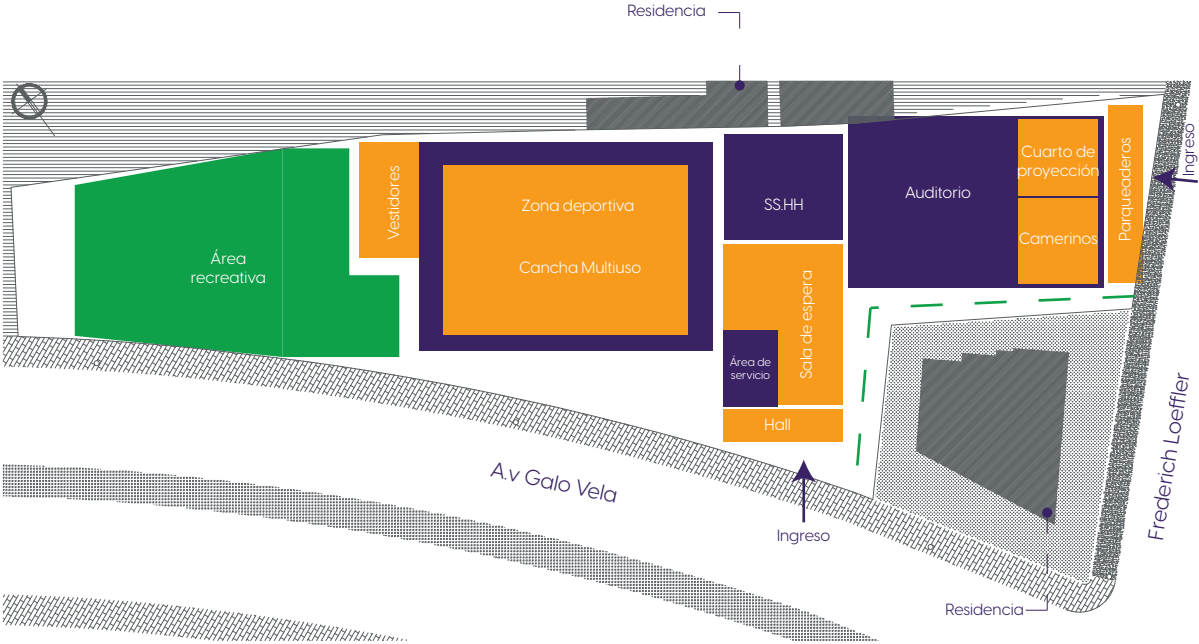 Residencia
Ingreso
Cuarto de
proyección
Parqueaderos
Auditorio
Vestidores
Zona deportiva
SS.HH
Camerinos
Área
recreativa
Cancha Multiuso
Sala de espera
Área de
servicio
Hall
Frederich Loeffler
A.v Galo Vela
Ingreso
Residencia